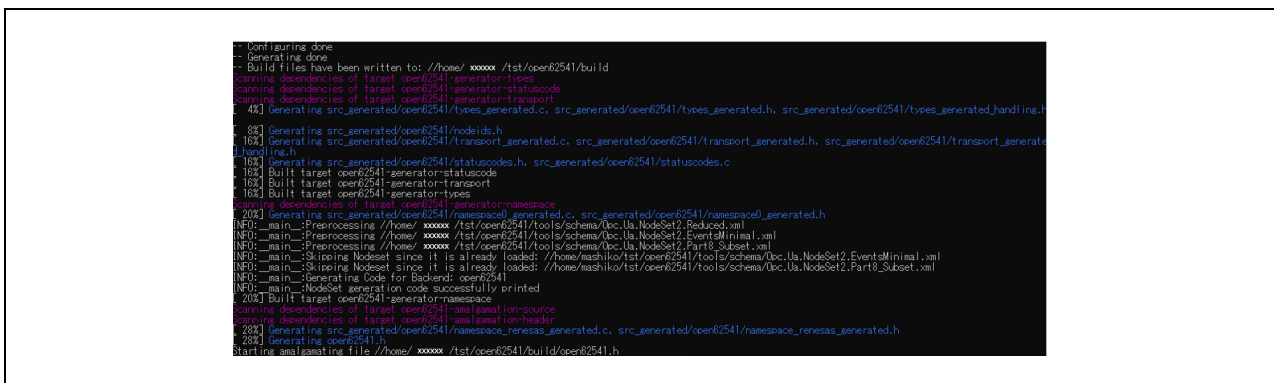 -- Configuring done
-- Generating done
-- Build files have been written to: //home/ xxxxxx /tst/open62541/build
Scanning dependencies of target open62541-generator-types
Scanning dependencies of target open62541-generator-statuscode
Scanning dependencies of target open62541-generator-transport
[  4%] Generating src_generated/open62541/types_generated.c, src_generated/open62541/types_generated.h, src_generated/open62541/types_generated_handling.h
[  8%] Generating src_generated/open62541/nodeids.h
[ 16%] Generating src_generated/open62541/transport_generated.c, src_generated/open62541/transport_generated.h, src_generated/open62541/transport_generate
d_handling.h
[ 16%] Generating src_generated/open62541/statuscodes.h, src_generated/open62541/statuscodes.c
[ 16%] Built target open62541-generator-statuscode
[ 16%] Built target open62541-generator-transport
[ 16%] Built target open62541-generator-types
Scanning dependencies of target open62541-generator-namespace
[ 20%] Generating src_generated/open62541/namespace0_generated.c, src_generated/open62541/namespace0_generated.h
INFO:__main__:Preprocessing //home/ xxxxxx /tst/open62541/tools/schema/Opc.Ua.NodeSet2.Reduced.xml
INFO:__main__:Preprocessing //home/ xxxxxx /tst/open62541/tools/schema/Opc.Ua.NodeSet2.EventsMinimal.xml
INFO:__main__:Preprocessing //home/ xxxxxx /tst/open62541/tools/schema/Opc.Ua.NodeSet2.Part8_Subset.xml
INFO:__main__:Skipping Nodeset since it is already loaded: //home/mashiko/tst/open62541/tools/schema/Opc.Ua.NodeSet2.EventsMinimal.xml
INFO:__main__:Skipping Nodeset since it is already loaded: //home/mashiko/tst/open62541/tools/schema/Opc.Ua.NodeSet2.Part8_Subset.xml
INFO:__main__:Generating Code for Backend: open62541
INFO:__main__:NodeSet generation code successfully printed
[ 20%] Built target open62541-generator-namespace
Scanning dependencies of target open62541-amalgamation-source
Scanning dependencies of target open62541-amalgamation-header
[ 28%] Generating src_generated/open62541/namespace_renesas_generated.c, src_generated/open62541/namespace_renesas_generated.h
[ 28%] Generating open62541.h
Starting amalgamating file //home/ xxxxxx /tst/open62541/build/open62541.h